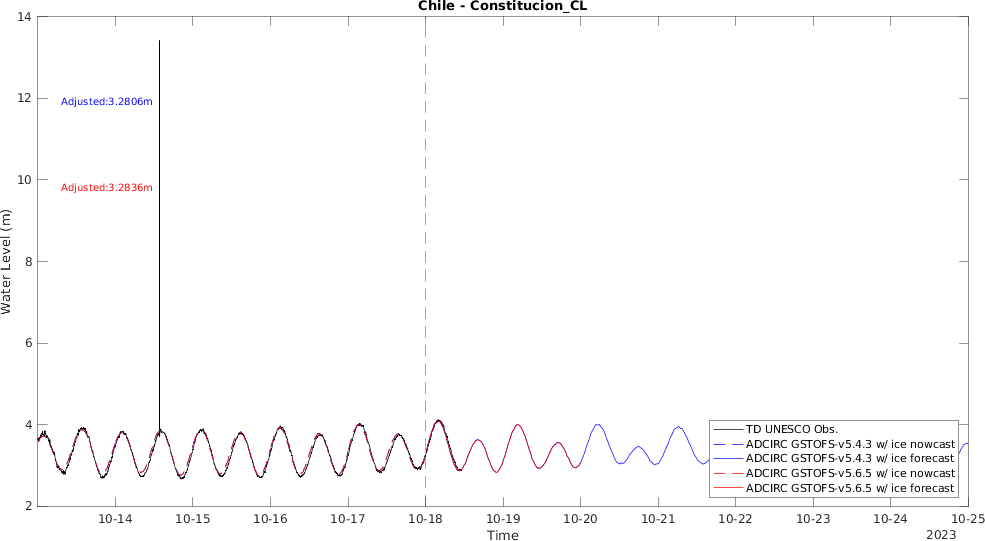 Chile - Constitucion_CL
14
12
10
8
6
4
2
Water Level (m)
Adjusted:3.2806m
Adjusted:3.2836m
TD UNESCO Obs.
ADCIRC GSTOFS-v5.4.3 w/ ice nowcast
ADCIRC GSTOFS-v5.4.3 w/ ice forecast
ADCIRC GSTOFS-v5.6.5 w/ ice nowcast
ADCIRC GSTOFS-v5.6.5 w/ ice forecast
10-14 10-15 10-16 10-17 10-18 10-19 10-20 10-21 10-22 10-23 10-24 10-25
Time
2023